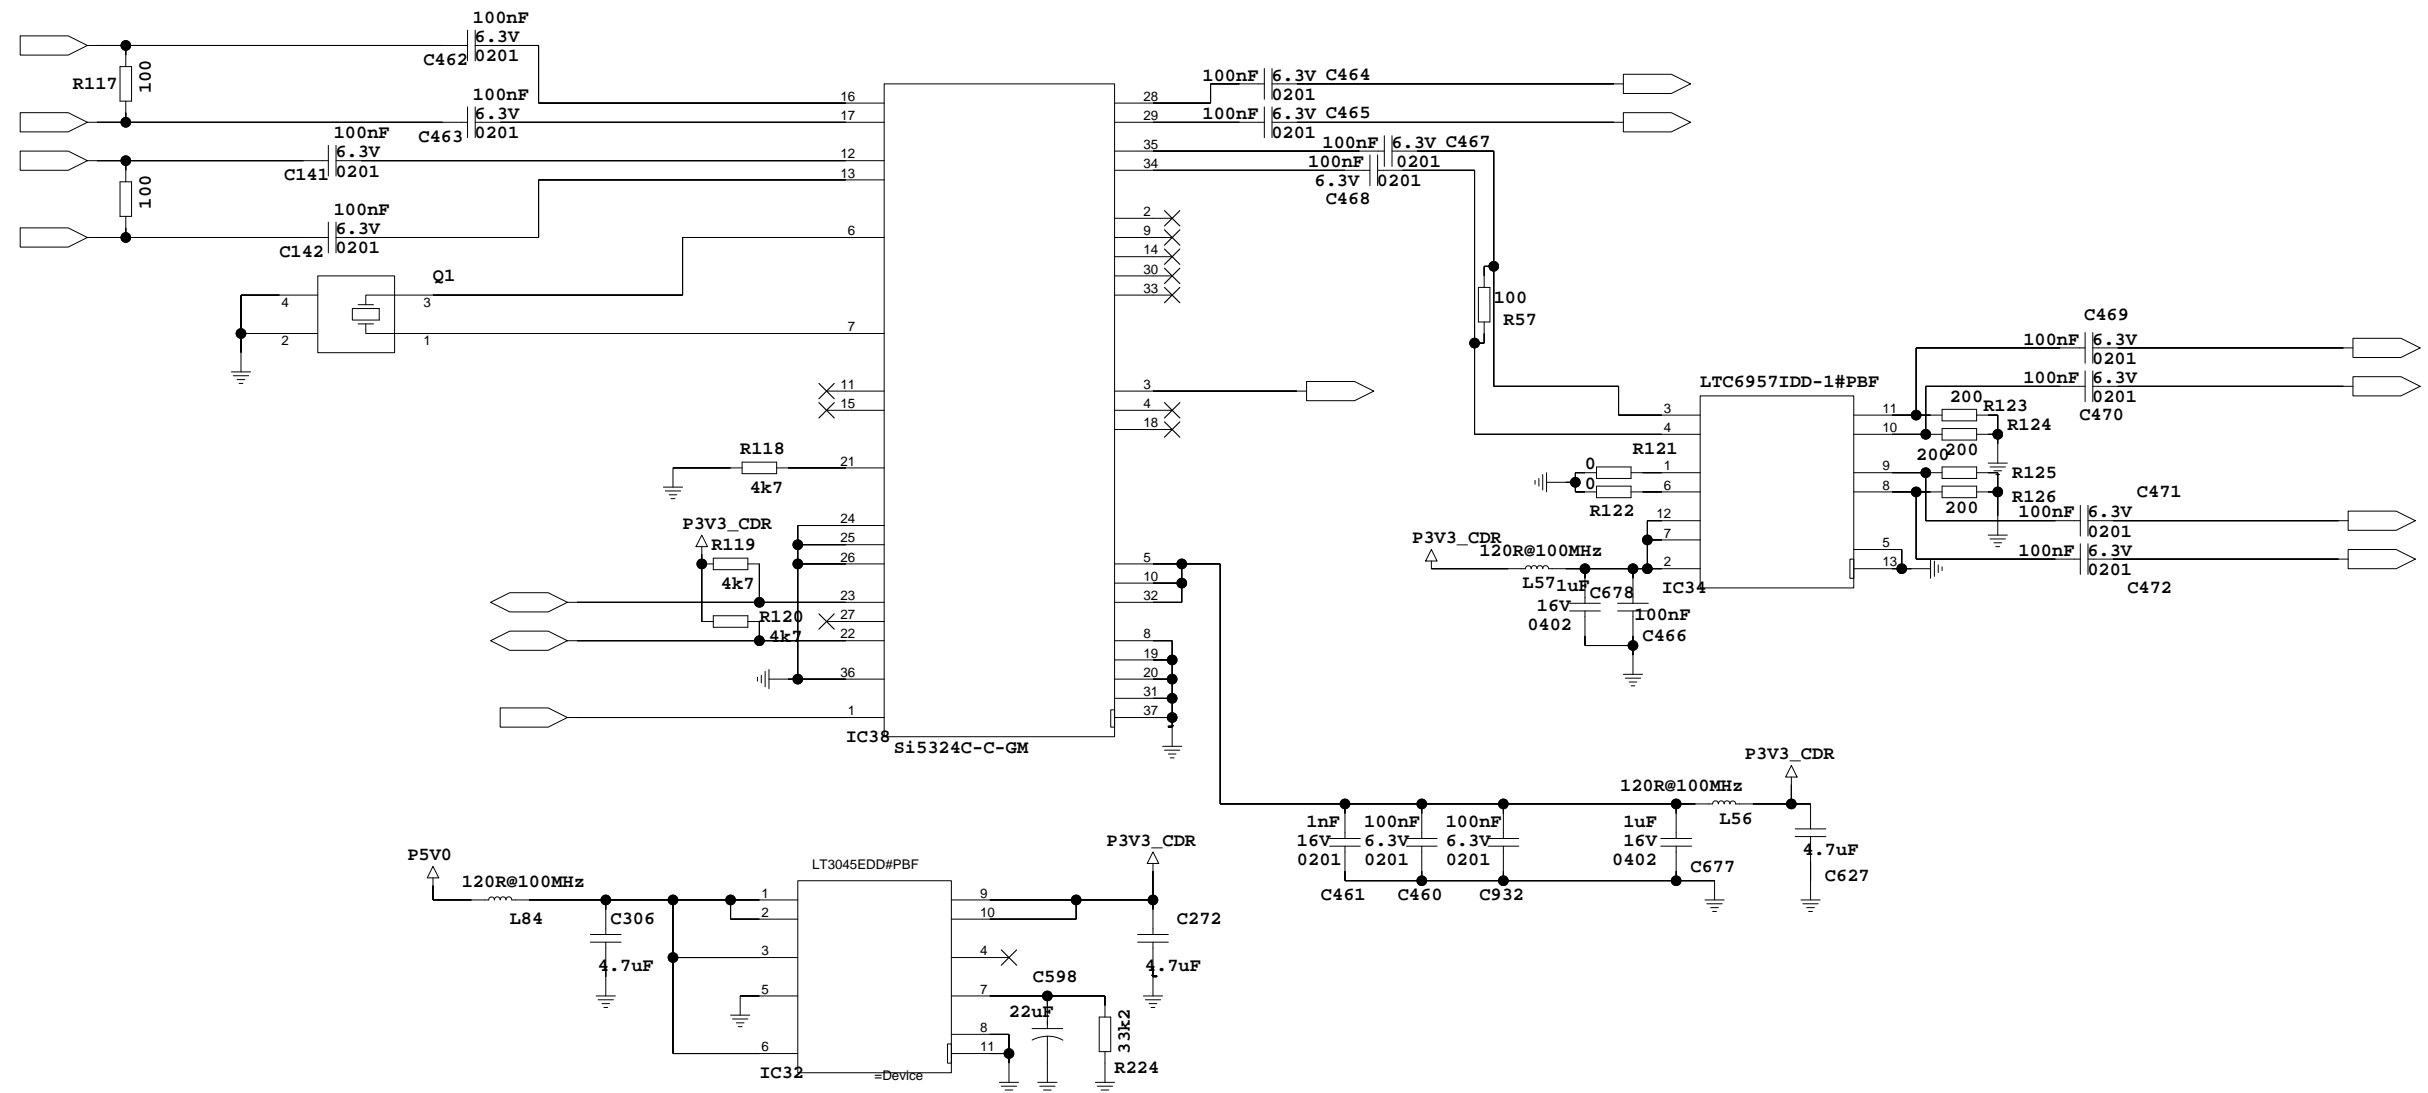 100nF
6.3V
C462 0201
R117 100
100nF
6.3V
C463 0201
100nF
6.3V
C141 0201
100
100nF
6.3V
C142 0201
Q1
4 3
2 1
16
17
12
13
6
7
11
15
21
24
25
26
23
27
22
36
1
R118
4k7
P3V3_CDR
R119
4k7
R120
4k7
IC38
Si5324C-C-GM
28
29
35
34
2
9
14
30
33
3
4
18
5
10
32
8
19
20
31
37
100nF 6.3V C464
0201
100nF 6.3V C465
0201
100nF 6.3V C467
0201
100nF
6.3V 0201
C468
100
R57
LTC6957IDD-1#PBF
3
4
1
6
12
7
2
11
10
9
8
5
13
IC34
R121
0
0
R122
P3V3_CDR
120R@100MHz
L57
1uF
16V
0402
C678
100nF
C466
C469
100nF 6.3V
0201
100nF 6.3V
0201
C470
200 R123
R124
200
200
R125
R126
200
C471
100nF 6.3V
0201
100nF 6.3V
0201
C472
P3V3_CDR
120R@100MHz
L56
1nF
16V
0201
C461
100nF
6.3V
0201
C460
100nF
6.3V
0201
C932
1uF
16V
0402
C677
4.7uF
C627
P5V0
120R@100MHz
L84
C306
4.7uF
LT3045EDD#PBF
1
2
3
5
6
9
10
4
7
8
11
IC32
=Device
P3V3_CDR
C272
4.7uF
C598
22uF
33k2
R224